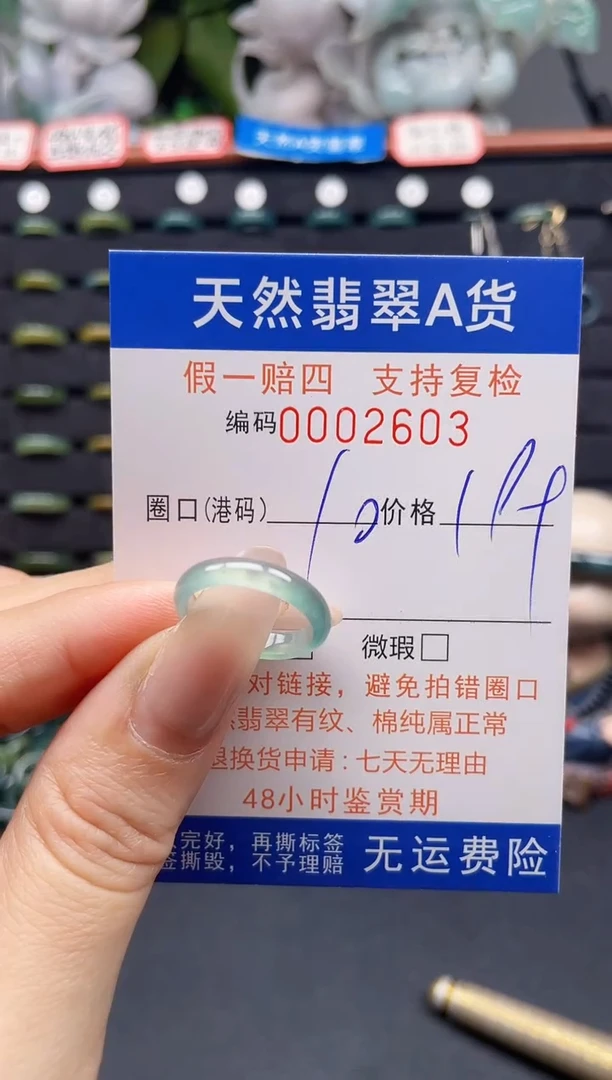 天然翡翠A货
假一赔四 支持复检
编码0002603
圈口(港码) 10 价格
微瑕□
对链接，避免拍错圈口
翡翠有纹、棉纯属正常
退换货申请：七天无理由
48小时鉴赏期
完好，再撕标签
签撕毁，不予理赔
无运费险